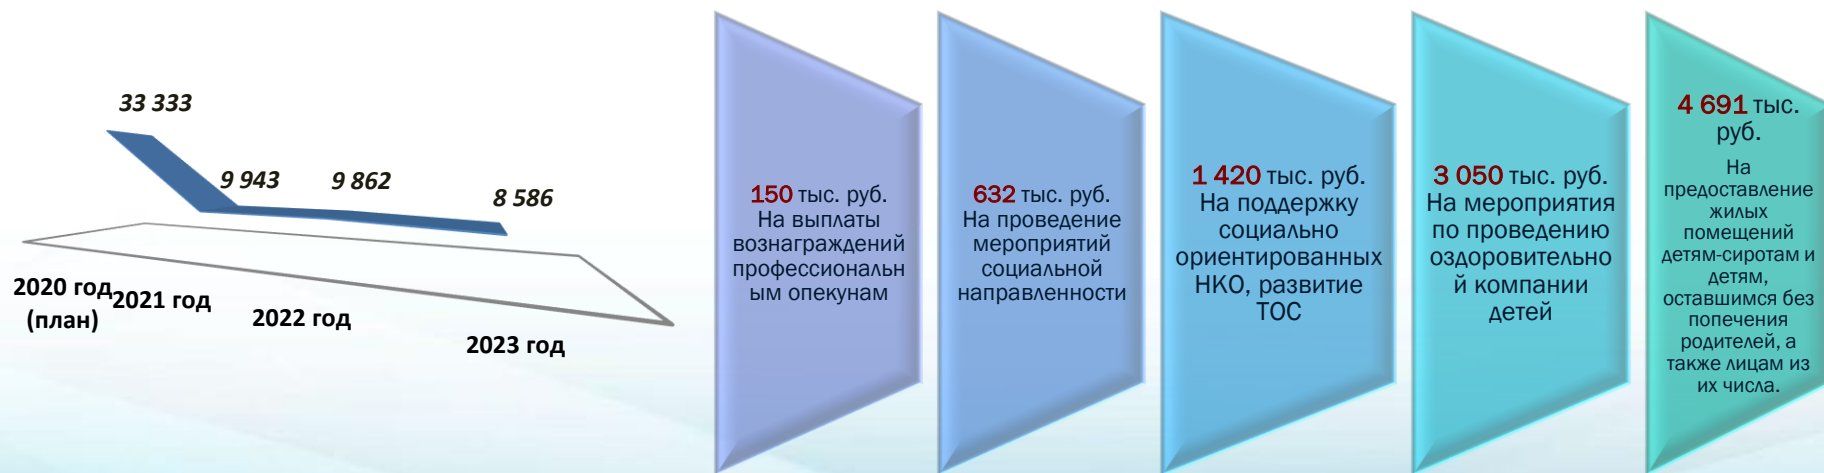 33 333
9 943
9 862
8 586
2020 год
(план)
2021 год
2022 год
2023 год
150 тыс. руб.
На выплаты
вознаграждений
профессиональн
ым опекунам
632 тыс. руб.
На проведение
мероприятий
социальной
направленности
1 420 тыс. руб.
На поддержку
социально
ориентированных
НКО, развитие
ТОС
3 050 тыс. руб.
На мероприятия
по проведению
оздоровительно
й компании
детей
4 691 тыс.
руб.
На
предоставление
жилых
помещений
детям-сиротам и
детям,
оставшимся без
попечения
родителей, а
также лицам из
их числа.